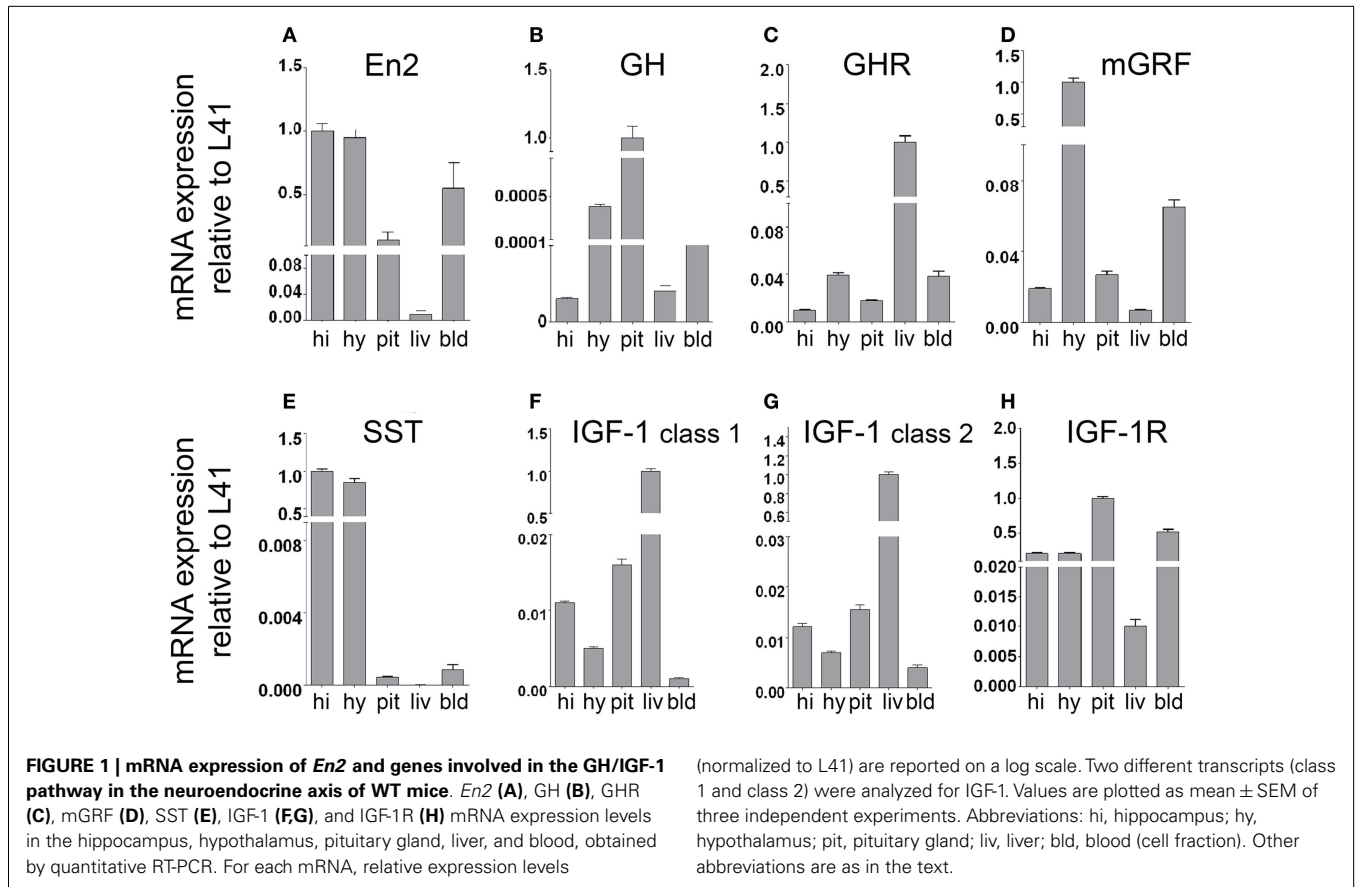 A
En2
mRNA expression
relative to L41
1.5
1.0
0.5
0.08
0.04
0.00
hi hy pit liv bld
B
GH
1.5
1.0
0.0005
0.0001
0
hi hy pit liv bld
C
GHR
2.0
1.5
1.0
0.5
0.08
0.04
0.00
hi hy pit liv bld
D
mGRF
1.5
1.0
0.5
0.08
0.04
0.00
hi hy pit liv bld
E
SST
mRNA expression
relative to L41
1.5
1.0
0.5
0.008
0.004
0.000
hi hy pit liv bld
F
IGF-1 class 1
1.5
1.0
0.5
0.02
0.01
0.00
hi hy pit liv bld
G
IGF-1 class 2
1.4
1.2
1.0
0.8
0.6
0.03
0.02
0.01
0.00
hi hy pit liv bld
H
IGF-1R
2.0
1.5
1.0
0.5
0.020
0.015
0.010
0.005
0.000
hi hy pit liv bld
FIGURE 1 | mRNA expression of En2 and genes involved in the GH/IGF-1
pathway in the neuroendocrine axis of WT mice. En2 (A), GH (B), GHR
(C), mGRF (D), SST (E), IGF-1 (F,G), and IGF-1R (H) mRNA expression levels
in the hippocampus, hypothalamus, pituitary gland, liver, and blood, obtained
by quantitative RT-PCR. For each mRNA, relative expression levels
(normalized to L41) are reported on a log scale. Two different transcripts (class
1 and class 2) were analyzed for IGF-1. Values are plotted as mean ± SEM of
three independent experiments. Abbreviations: hi, hippocampus; hy,
hypothalamus; pit, pituitary gland; liv, liver; bld, blood (cell fraction). Other
abbreviations are as in the text.